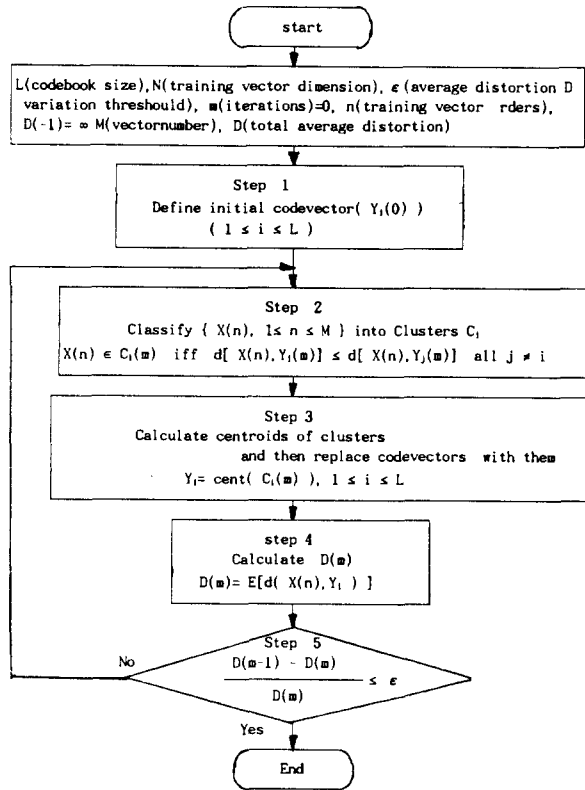 start
L(codebook size), N(training vector dimension), ε(average distortion D
variation threshould), m(iterations)=0, n(training vector rders),
D(-1)= ∞ M(vectornumber), D(total average distortion)
Step 1
Define initial codevector( Y₁(0) )
( 1 ≤ i ≤ L )
Step 2
Classify { X(n), 1≤ n ≤ M } into Clusters Cᵢ
X(n) ∈ Cᵢ(m) iff d[ X(n),Yᵢ(m)] ≤ d[ X(n),Yⱼ(m)] all j ≠ i
Step 3
Calculate centroids of clusters
and then replace codevectors with them
Yᵢ= cent( Cᵢ(m) ), 1 ≤ i ≤ L
step 4
Calculate D(m)
D(m)= E[d( X(n),Yᵢ ) ]
Step 5
D(m-1) - D(m)
≤ ε
D(m)
No
Yes
End